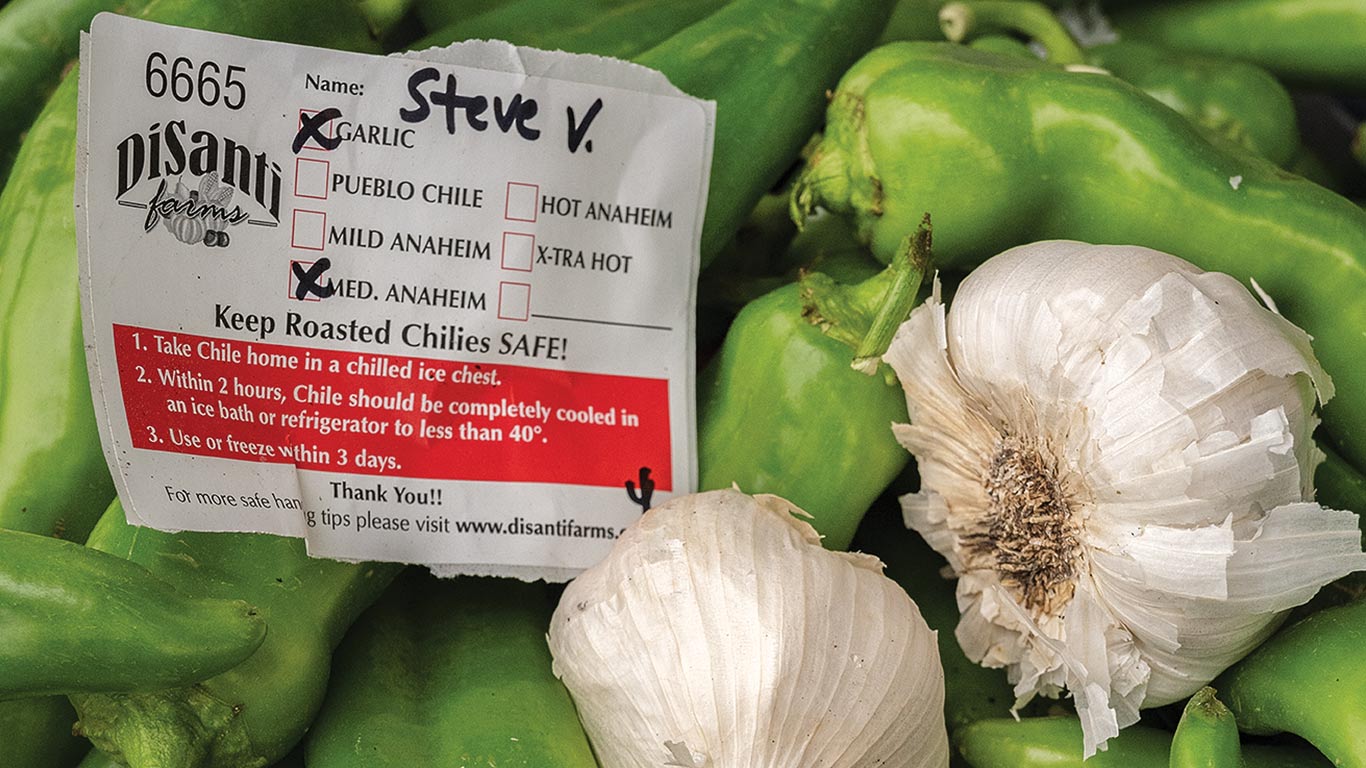 6665
DiSanti
farms
Name: Steve V.
X GARLIC
PUEBLO CHILE
HOT ANAHEIM
MILD ANAHEIM
X-TRA HOT
X MED. ANAHEIM
Keep Roasted Chilies SAFE!
1. Take Chile home in a chilled ice chest.
2. Within 2 hours, Chile should be completely cooled in
an ice bath or refrigerator to less than 40°.
3. Use or freeze wthin 3 days.
Thank You!!
For more safe han g tips please visit www.disantifarms.c